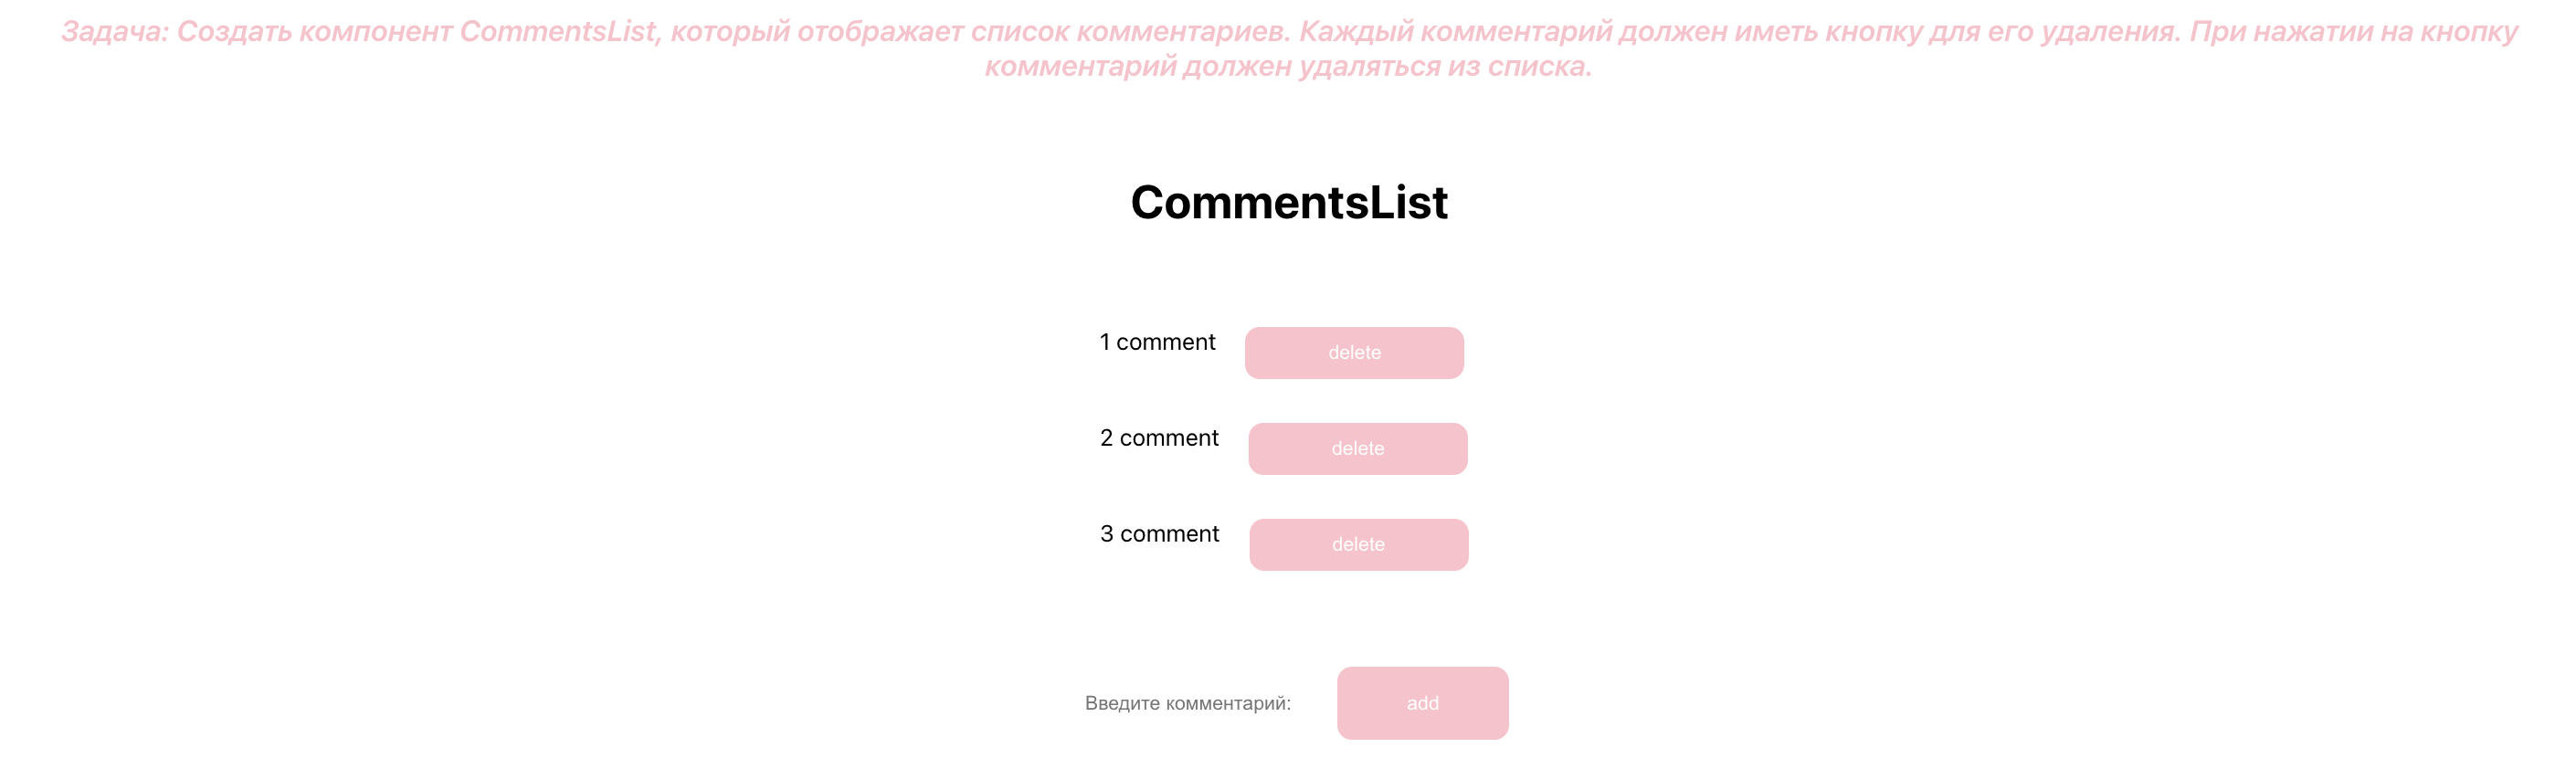 Задача: Создать компонент CommentsList, который отображает список комментариев. Каждый комментарий должен иметь кнопку для его удаления. При нажатии на кнопку
комментарий должен удаляться из списка.
CommentsList
1 comment delete
2 comment delete
3 comment delete
Введите комментарий: add